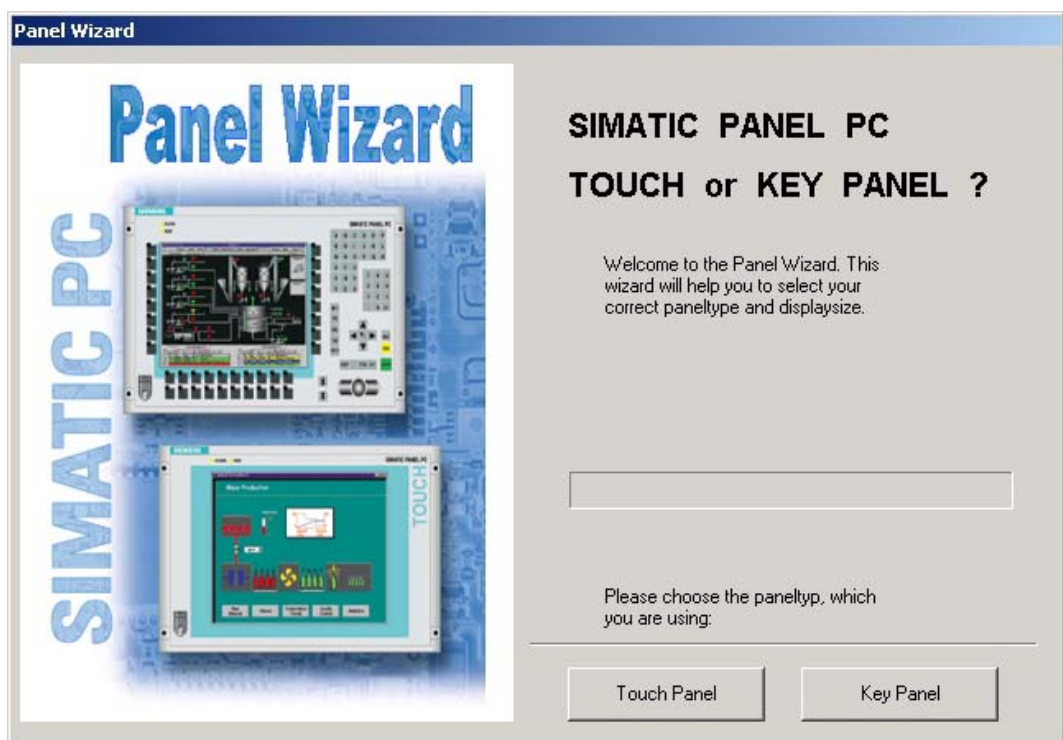 Panel Wizard
Panel Wizard
SIMATIC PC
SIEMENS
SIMATIC PANEL PC
SIEMENS
SIMATIC PANEL PC
TOUCH
SIMATIC PANEL PC
TOUCH or KEY PANEL ?
Welcome to the Panel Wizard. This
wizard will help you to select your
correct paneltype and displaysize.
Please choose the paneltyp, which
you are using:
Touch Panel
Key Panel